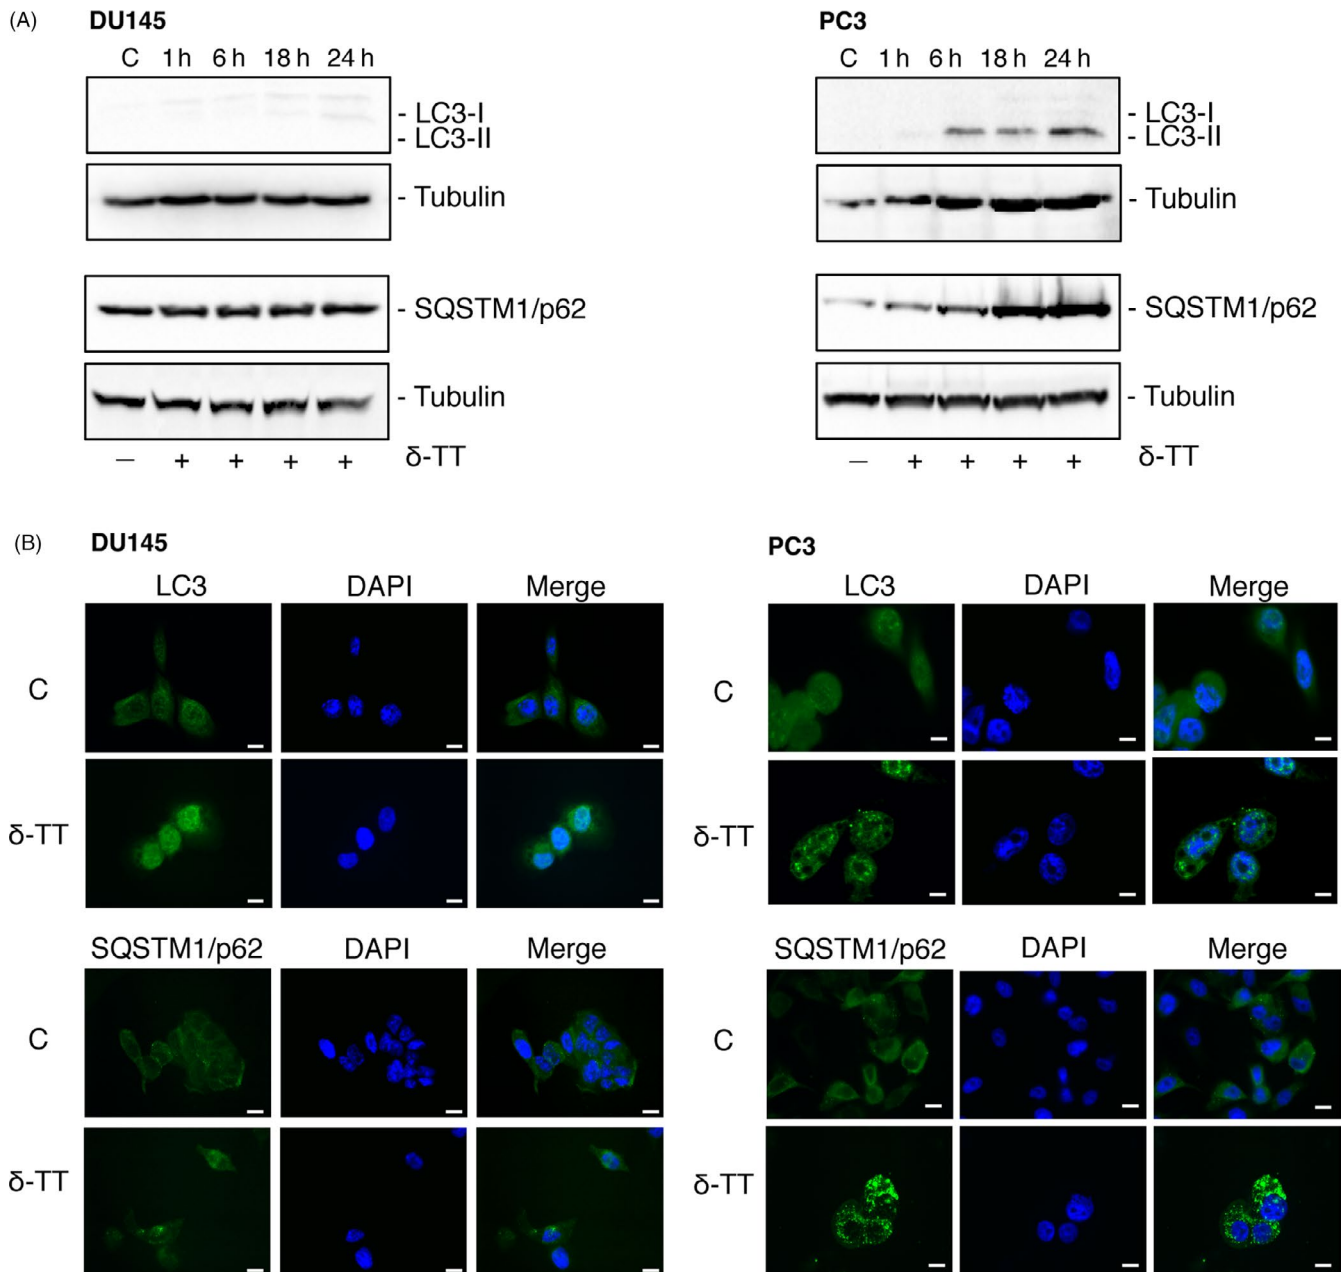 (A) DU145 PC3
C 1 h 6 h 18 h 24 h C 1 h 6 h 18 h 24 h
- LC3-I - LC3-I
- LC3-II - LC3-II
- Tubulin - Tubulin
- SQSTM1/p62 - SQSTM1/p62
- Tubulin - Tubulin
— + + + + δ-TT — + + + + δ-TT
(B) DU145 PC3
LC3 DAPI Merge LC3 DAPI Merge
C C
δ-TT δ-TT
SQSTM1/p62 DAPI Merge SQSTM1/p62 DAPI Merge
C C
δ-TT δ-TT